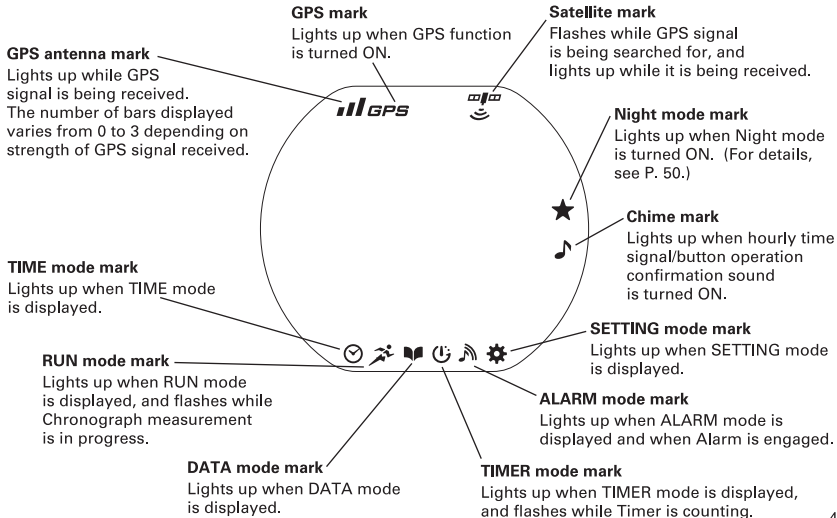 GPS mark
Lights up when GPS function
is turned ON.
Satellite mark
Flashes while GPS signal
is being searched for, and
lights up while it is being received.
GPS antenna mark
Lights up while GPS
signal is being received.
The number of bars displayed
varies from 0 to 3 depending on
strength of GPS signal received.
GPS
Night mode mark
Lights up when Night mode
is turned ON. (For details,
see P. 50.)
Chime mark
Lights up when hourly time
signal/button operation
confirmation sound
is turned ON.
TIME mode mark
Lights up when TIME mode
is displayed.
SETTING mode mark
Lights up when SETTING mode
is displayed.
RUN mode mark
Lights up when RUN mode
is displayed, and flashes while
Chronograph measurement
is in progress.
ALARM mode mark
Lights up when ALARM mode is
displayed and when Alarm is engaged.
DATA mode mark
Lights up when DATA mode
is displayed.
TIMER mode mark
Lights up when TIMER mode is displayed,
and flashes while Timer is counting.